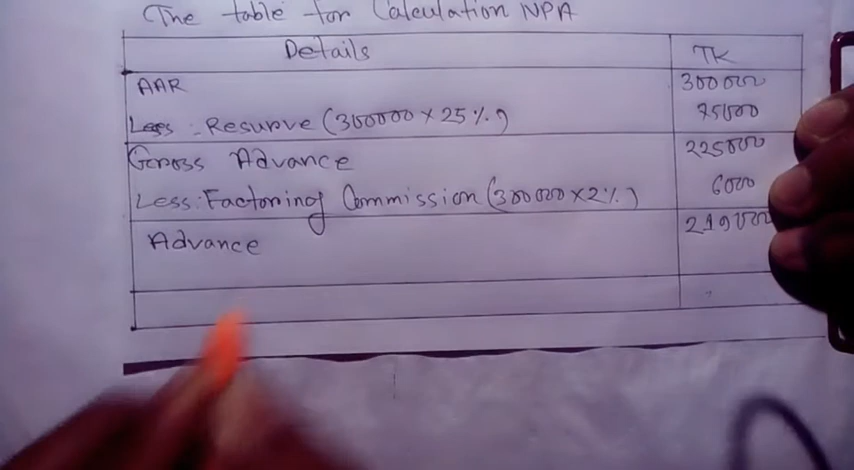 The table for Calculation NPA
Details TK
AAR 300000
Less: Resurve (300000 × 25%) 75000
Gross Advance 225000
Less: Factoring Commission (300000 × 2%) 6000
Advance 219000